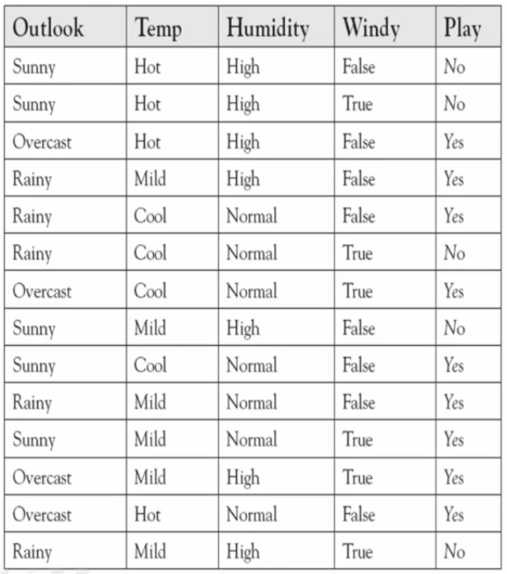 Outlook Temp Humidity Windy Play
Sunny Hot High False No
Sunny Hot High True No
Overcast Hot High False Yes
Rainy Mild High False Yes
Rainy Cool Normal False Yes
Rainy Cool Normal True No
Overcast Cool Normal True Yes
Sunny Mild High False No
Sunny Cool Normal False Yes
Rainy Mild Normal False Yes
Sunny Mild Normal True Yes
Overcast Mild High True Yes
Overcast Hot Normal False Yes
Rainy Mild High True No